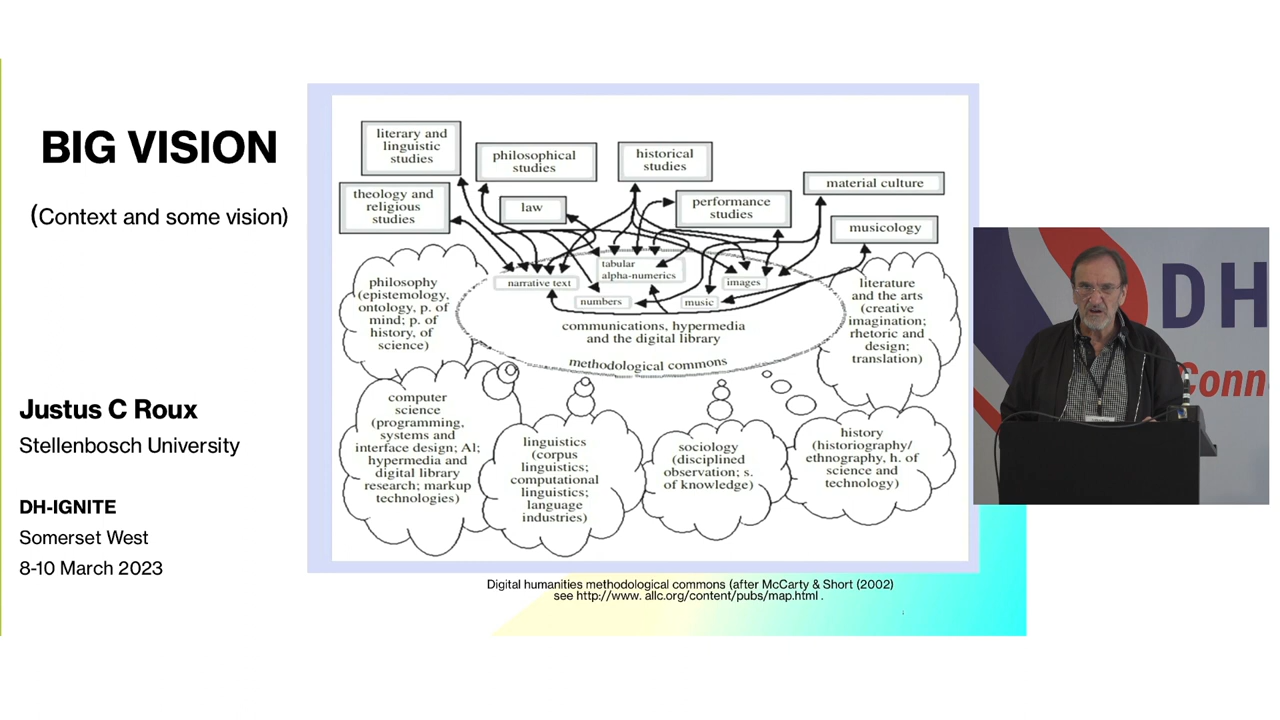 BIG VISION
(Context and some vision)
Justus C Roux
Stellenbosch University
DH-IGNITE
Somerset West
8-10 March 2023
literary and
linguistic
studies
philosophical
studies
historical
studies
material culture
theology and
religious
studies
law
performance
studies
musicology
narrative text
tabular
alpha-numerics
images
numbers
music
communications, hypermedia
and the digital library
methodological commons
philosophy
(epistemology,
ontology, p. of
mind; p. of
history, of
science)
literature
and the arts
(creative
imagination;
rhetoric and
design;
translation)
computer
science
(programming,
systems and
interface design; AI;
hypermedia and
digital library
research; markup
technologies)
linguistics
(corpus
linguistics;
computational
linguistics;
language
industries)
sociology
(disciplined
observation; s.
of knowledge)
history
(historiography/
ethnography, h. of
science and
technology)
Digital humanities methodological commons (after McCarty & Short (2002)
see http://www. allc.org/content/pubs/map.html .
DH
Conn